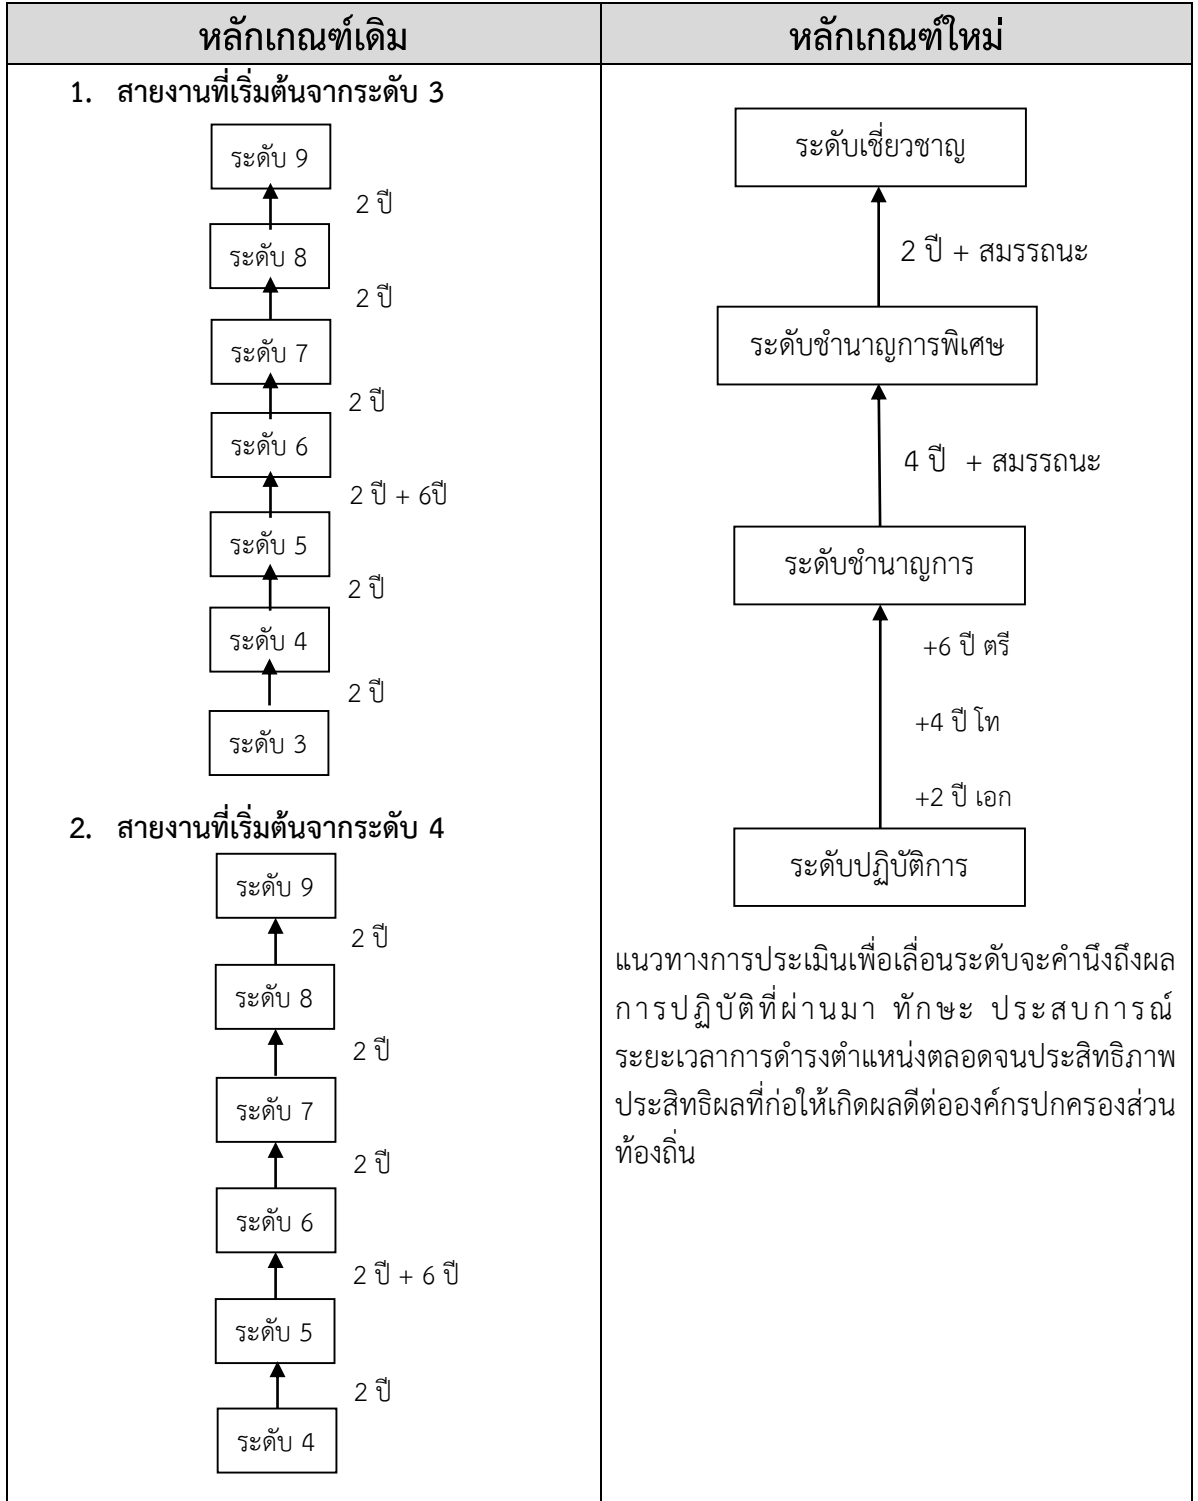 หลักเกณฑ์เดิม
1. สายงานที่เริ่มต้นจากระดับ 3
ระดับ 9
2 ปี
ระดับ 8
2 ปี
ระดับ 7
2 ปี
ระดับ 6
2 ปี + 6ปี
ระดับ 5
2 ปี
ระดับ 4
2 ปี
ระดับ 3
2. สายงานที่เริ่มต้นจากระดับ 4
ระดับ 9
2 ปี
ระดับ 8
2 ปี
ระดับ 7
2 ปี
ระดับ 6
2 ปี + 6 ปี
ระดับ 5
2 ปี
ระดับ 4
หลักเกณฑ์ใหม่
ระดับเชี่ยวชาญ
2 ปี + สมรรถนะ
ระดับชำนาญการพิเศษ
4 ปี + สมรรถนะ
ระดับชำนาญการ
+6 ปี ตรี
+4 ปี โท
+2 ปี เอก
ระดับปฏิบัติการ
แนวทางการประเมินเพื่อเลื่อนระดับจะคำนึงถึงผล
การปฏิบัติที่ผ่านมา ทักษะ ประสบการณ์
ระยะเวลาการดำรงตำแหน่งตลอดจนประสิทธิภาพ
ประสิทธิผลที่ก่อให้เกิดผลดีต่อองค์กรปกครองส่วน
ท้องถิ่น